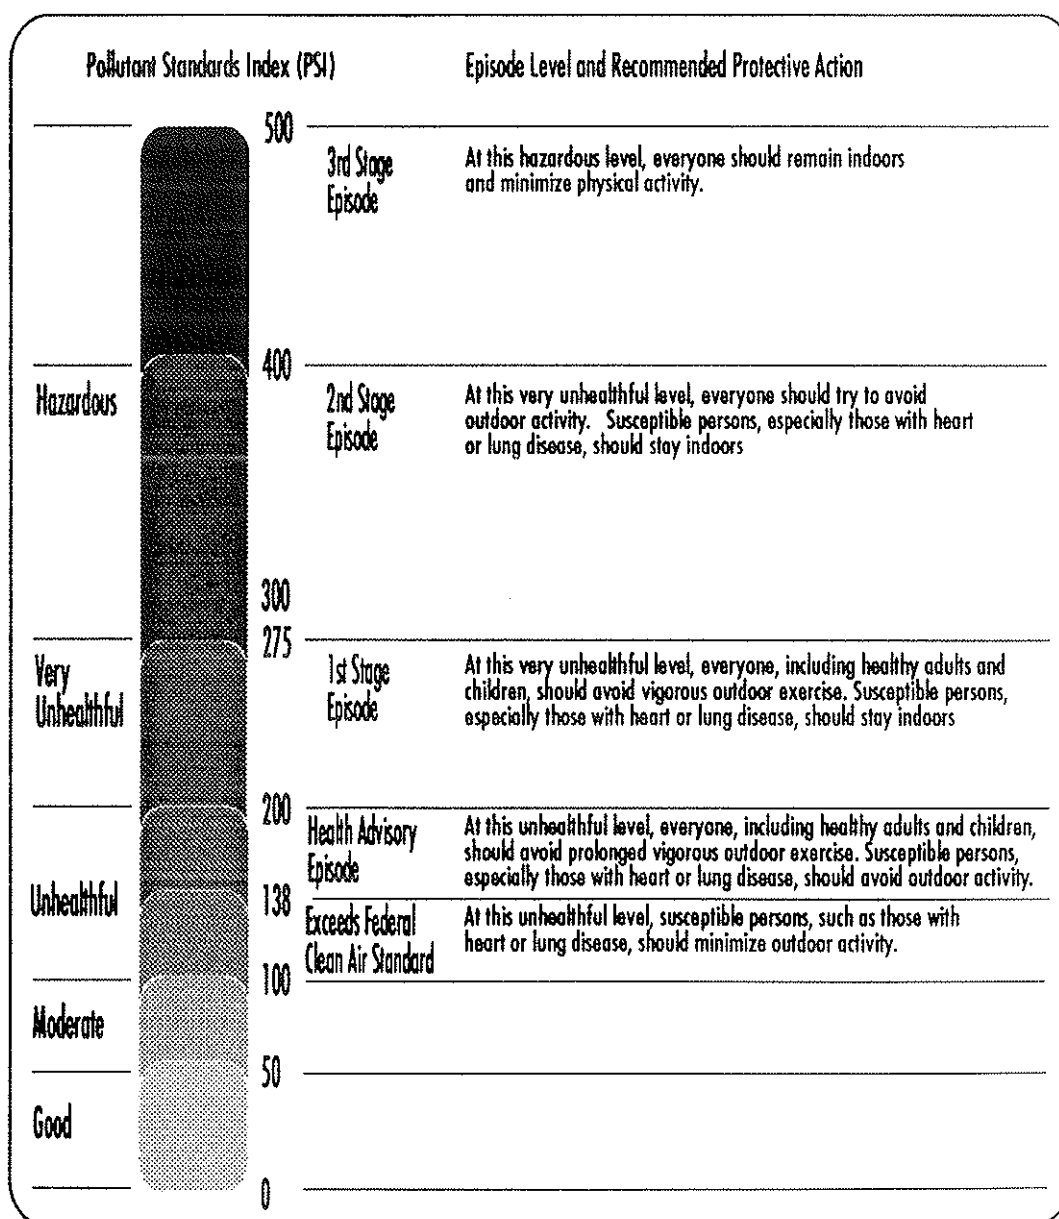 Pollutant Standards Index (PSI)
Episode Level and Recommended Protective Action
500
3rd Stage
Episode
At this hazardous level, everyone should remain indoors
and minimize physical activity.
400
Hazardous
2nd Stage
Episode
At this very unhealthful level, everyone should try to avoid
outdoor activity. Susceptible persons, especially those with heart
or lung disease, should stay indoors
300
275
Very
Unhealthful
1st Stage
Episode
At this very unhealthful level, everyone, including healthy adults and
children, should avoid vigorous outdoor exercise. Susceptible persons,
especially those with heart or lung disease, should stay indoors
200
Unhealthful
Health Advisory
Episode
At this unhealthful level, everyone, including healthy adults and children,
should avoid prolonged vigorous outdoor exercise. Susceptible persons,
especially those with heart or lung disease, should avoid outdoor activity.
138
Exceeds Federal
Clean Air Standard
At this unhealthful level, susceptible persons, such as those with
heart or lung disease, should minimize outdoor activity.
100
Moderate
50
Good
0